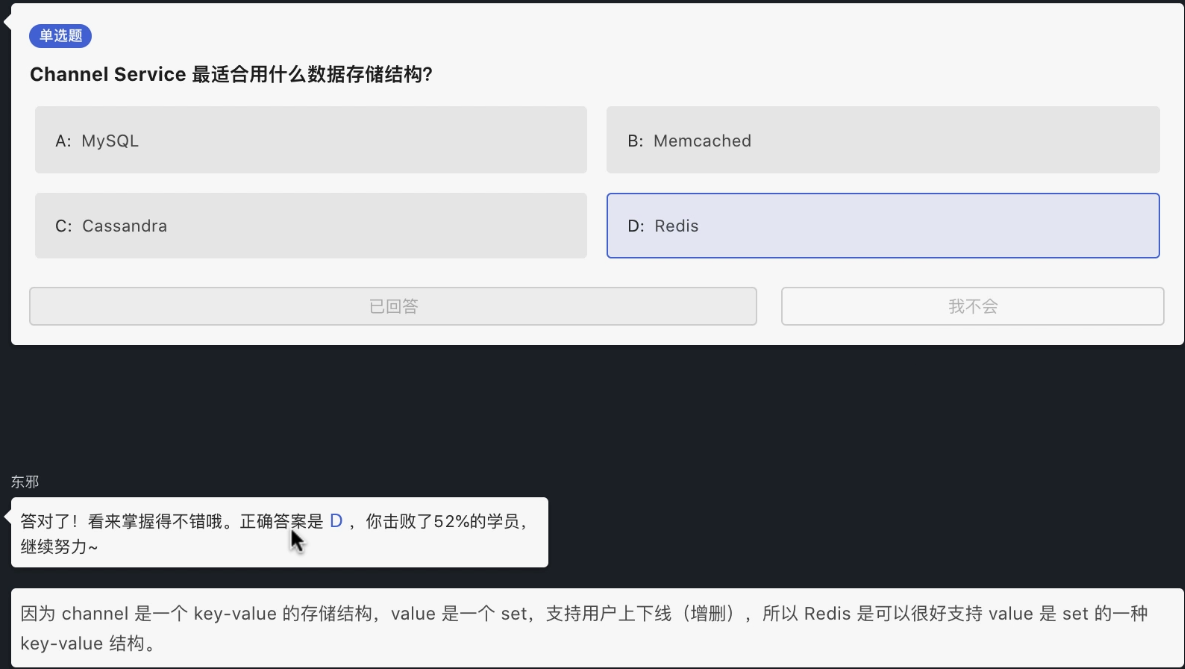 单选题
Channel Service 最适合用什么数据存储结构?
A: MySQL
B: Memcached
C: Cassandra
D: Redis
已回答
我不会
东邪
答对了！看来掌握得不错哦。正确答案是 D ，你击败了52%的学员，
继续努力~
因为 channel 是一个 key-value 的存储结构，value 是一个 set，支持用户上下线（增删），所以 Redis 是可以很好支持 value 是 set 的一种
key-value 结构。